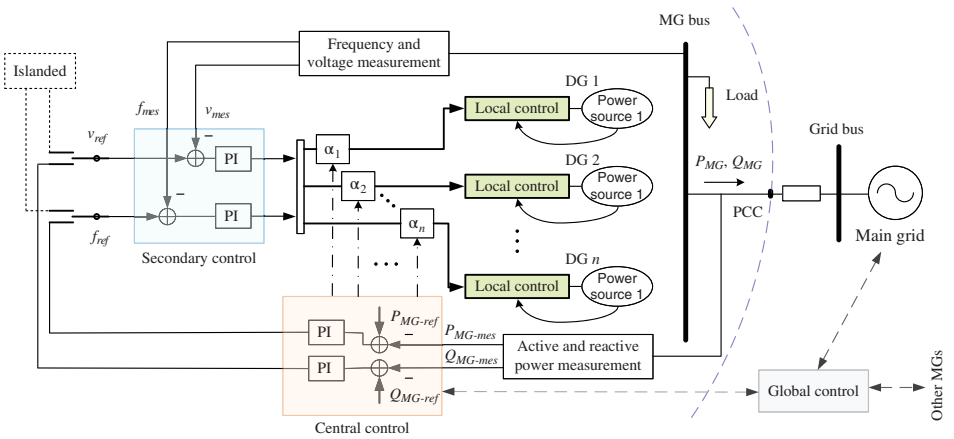 MG bus
Frequency and
voltage measurement
Islanded
DG 1
Local control
Power
source 1
Load
f_mes
v_mes
Grid bus
v_ref
PI
α1
DG 2
P_MG, Q_MG
α2
Local control
Power
source 1
PCC
f_ref
PI
αn
Main grid
Secondary control
DG n
Local control
Power
source 1
P_MG-ref
PI
P_MG-mes
Active and reactive
power measurement
Q_MG-mes
PI
Q_MG-ref
Global control
Other MGs
Central control